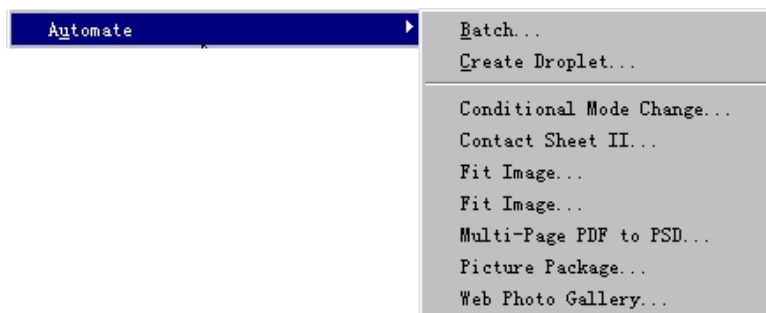 Automate
Batch...
Create Droplet...
Conditional Mode Change...
Contact Sheet II...
Fit Image...
Fit Image...
Multi-Page PDF to PSD...
Picture Package...
Web Photo Gallery...